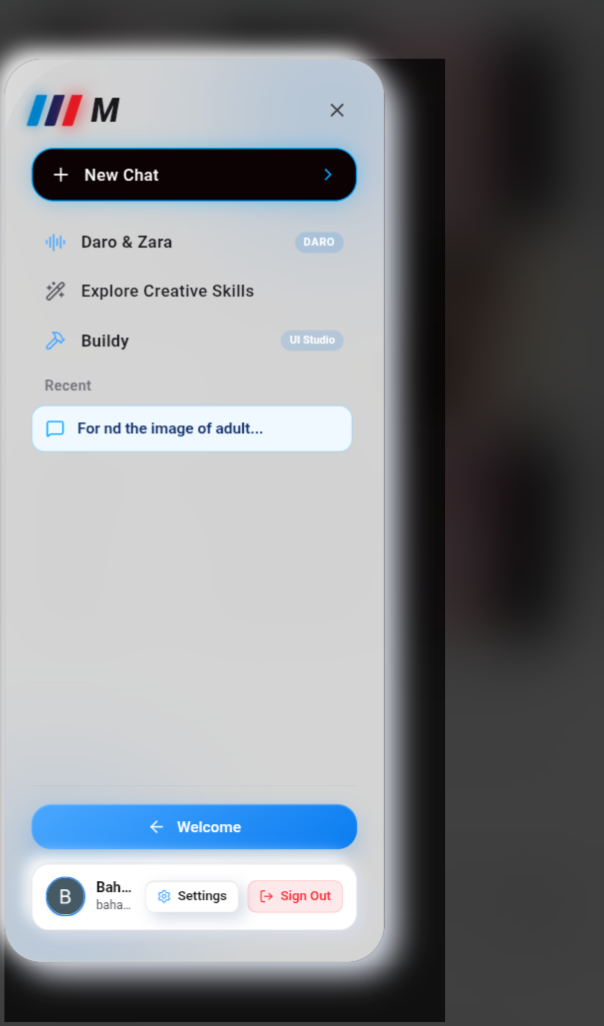 M
New Chat
Daro & Zara DARO
Explore Creative Skills
Buildy UI Studio
Recent
For nd the image of adult...
Welcome
B Bah... Settings Sign Out
baha...